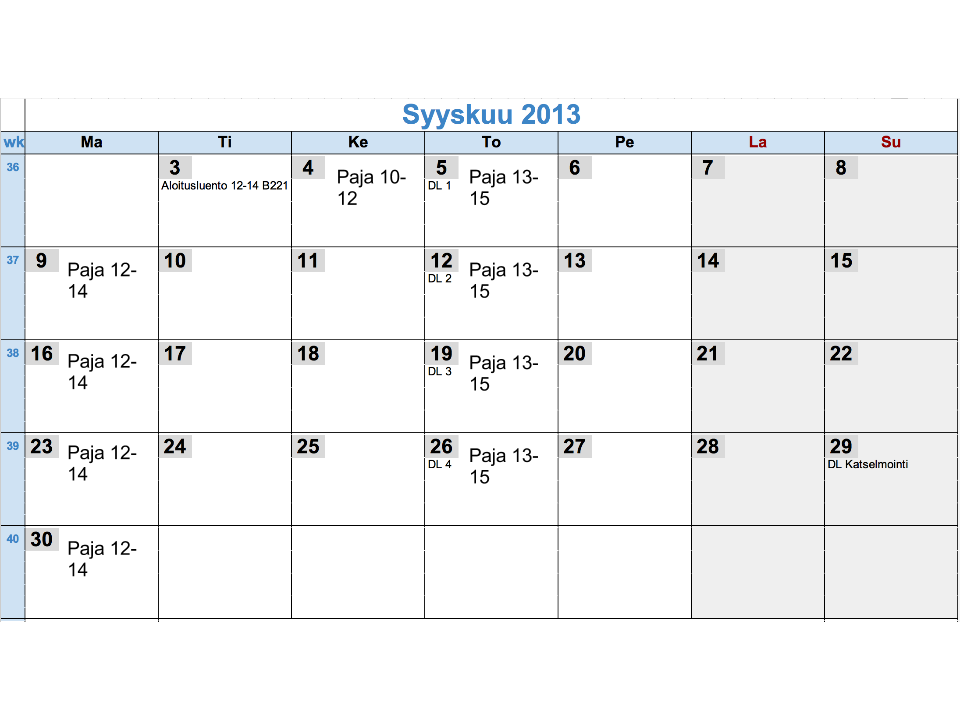 Syyskuu 2013
wk Ma Ti Ke To Pe La Su
36 3 4 5 6 7 8
Aloitusluento 12-14 B221
Paja 10-
12
DL 1
Paja 13-
15
37 9 10 11 12 13 14 15
Paja 12-
14
DL 2
Paja 13-
15
38 16 17 18 19 20 21 22
Paja 12-
14
DL 3
Paja 13-
15
39 23 24 25 26 27 28 29
Paja 12-
14
DL 4
Paja 13-
15
DL Katselmointi
40 30
Paja 12-
14